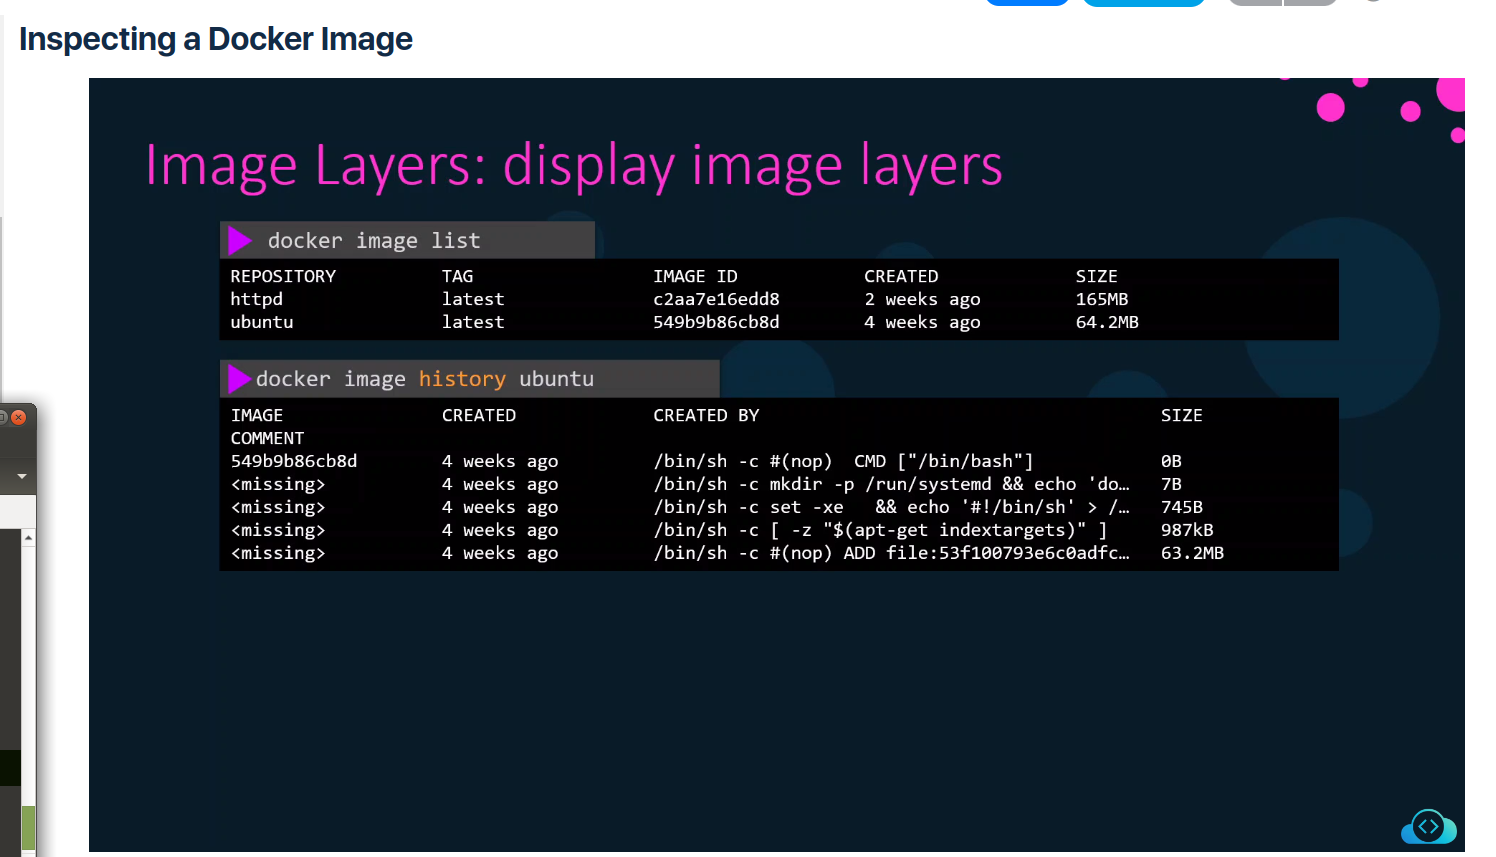 Inspecting a Docker Image
Image Layers: display image layers
docker image list
REPOSITORY TAG IMAGE ID CREATED SIZE
httpd latest c2aa7e16edd8 2 weeks ago 165MB
ubuntu latest 549b9b86cb8d 4 weeks ago 64.2MB
docker image history ubuntu
IMAGE CREATED CREATED BY SIZE
COMMENT
549b9b86cb8d 4 weeks ago /bin/sh -c #(nop)  CMD ["/bin/bash"] 0B
<missing> 4 weeks ago /bin/sh -c mkdir -p /run/systemd && echo 'do… 7B
<missing> 4 weeks ago /bin/sh -c set -xe   && echo '#!/bin/sh' > /… 745B
<missing> 4 weeks ago /bin/sh -c [ -z "$(apt-get indextargets)" ] 987kB
<missing> 4 weeks ago /bin/sh -c #(nop) ADD file:53f100793e6c0adfc… 63.2MB